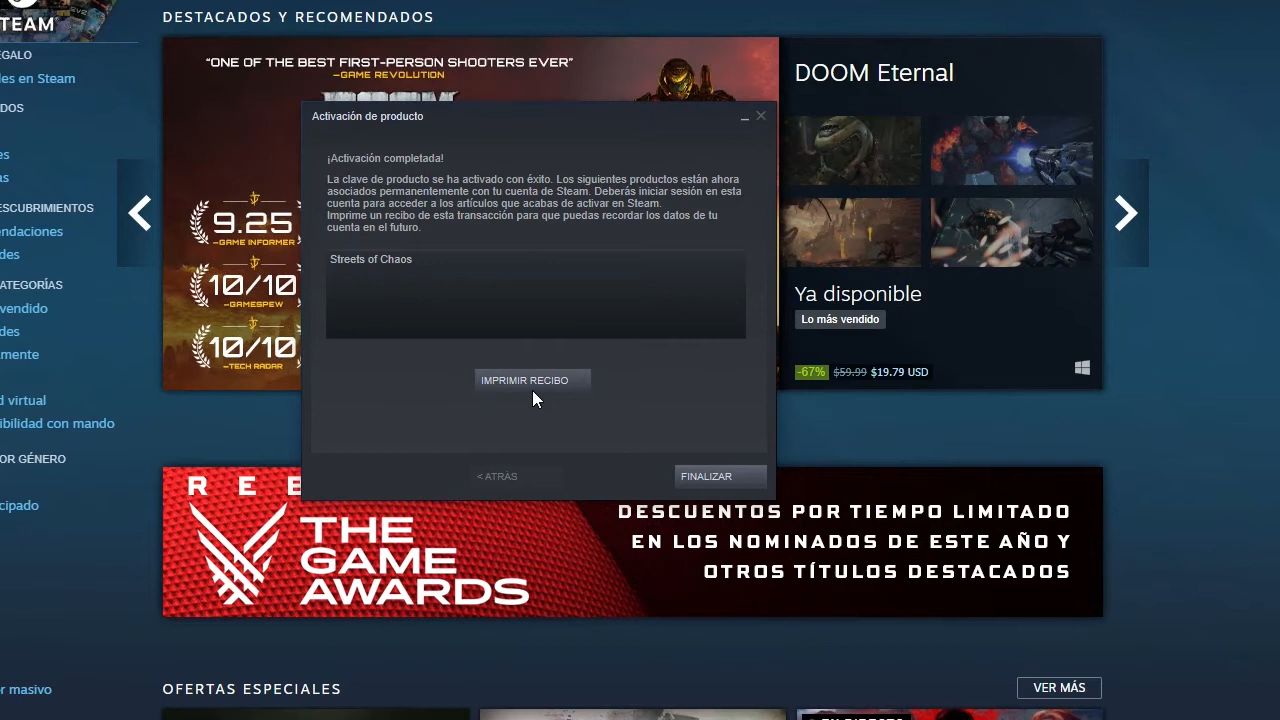 TEAM
EGALO
les en Steam
DOS
es
as
ESCUBRIMIENTOS
endaciones
des
ATEGORÍAS
vendido
des
mente
d virtual
ibilidad con mando
OR GÉNERO
cipado
r masivo
DESTACADOS Y RECOMENDADOS
"ONE OF THE BEST FIRST-PERSON SHOOTERS EVER"
–GAME REVOLUTION
9.25
–GAME INFORMER
10/10
–GAMESPEW
10/10
–TECH RADAR
Activación de producto
¡Activación completada!
La clave de producto se ha activado con éxito. Los siguientes productos están ahora
asociados permanentemente con tu cuenta de Steam. Deberás iniciar sesión en esta
cuenta para acceder a los artículos que acabas de activar en Steam.
Imprime un recibo de esta transacción para que puedas recordar los datos de tu
cuenta en el futuro.
Streets of Chaos
IMPRIMIR RECIBO
< ATRÁS
FINALIZAR
DOOM Eternal
Ya disponible
Lo más vendido
-67% $59.99 $19.79 USD
THE
GAME
AWARDS
DESCUENTOS POR TIEMPO LIMITADO
EN LOS NOMINADOS DE ESTE AÑO Y
OTROS TÍTULOS DESTACADOS
OFERTAS ESPECIALES
VER MÁS